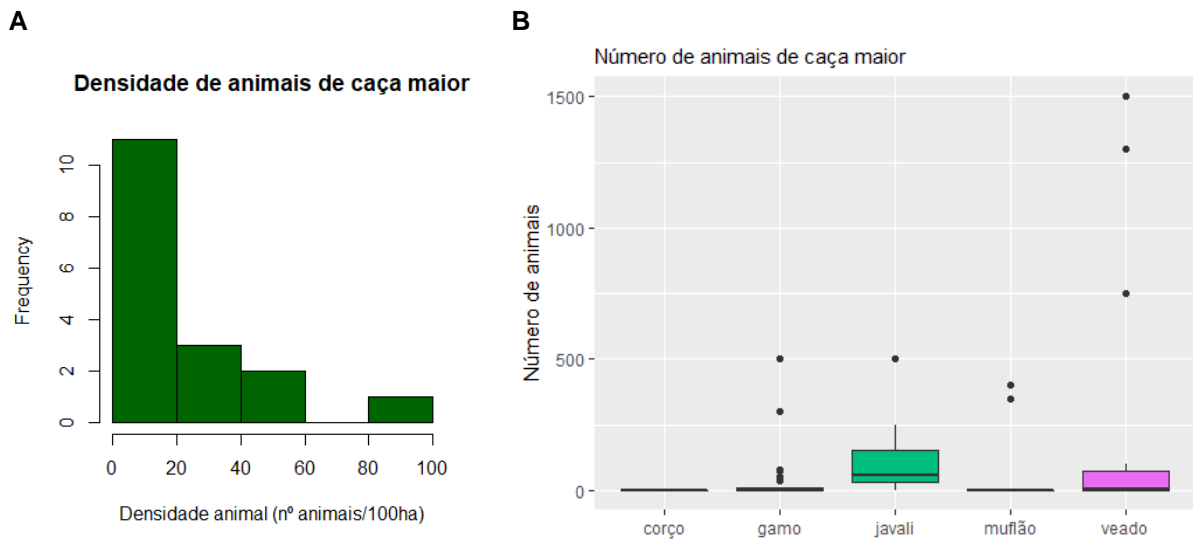 A
Densidade de animais de caça maior
Frequency
10
8
6
4
2
0
0 20 40 60 80 100
Densidade animal (nº animais/100ha)
B
Número de animais de caça maior
Número de animais
1500
1000
500
0
corço gamo javali muflão veado